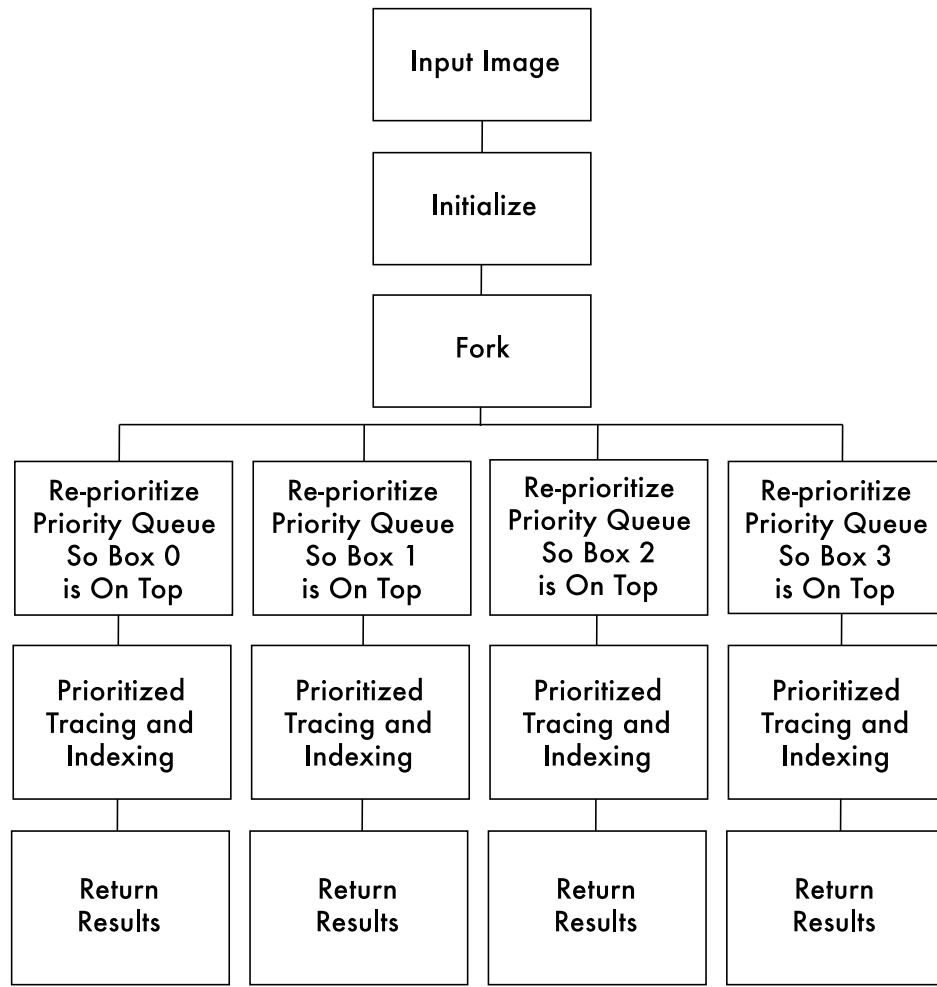 Input Image
Initialize
Fork
Re-prioritize
Priority Queue
So Box 0
is On Top
Re-prioritize
Priority Queue
So Box 1
is On Top
Re-prioritize
Priority Queue
So Box 2
is On Top
Re-prioritize
Priority Queue
So Box 3
is On Top
Prioritized
Tracing and
Indexing
Prioritized
Tracing and
Indexing
Prioritized
Tracing and
Indexing
Prioritized
Tracing and
Indexing
Return
Results
Return
Results
Return
Results
Return
Results